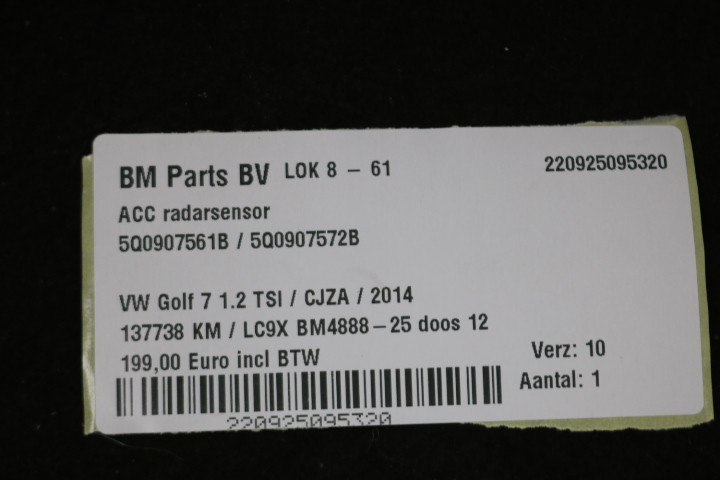 BM Parts BV LOK 8 – 61 220925095320
ACC radarsensor
5Q0907561B / 5Q0907572B
VW Golf 7 1.2 TSI / CJZA / 2014
137738 KM / LC9X BM4888–25 doos 12
199,00 Euro incl BTW Verz: 10
Aantal: 1
220925095320